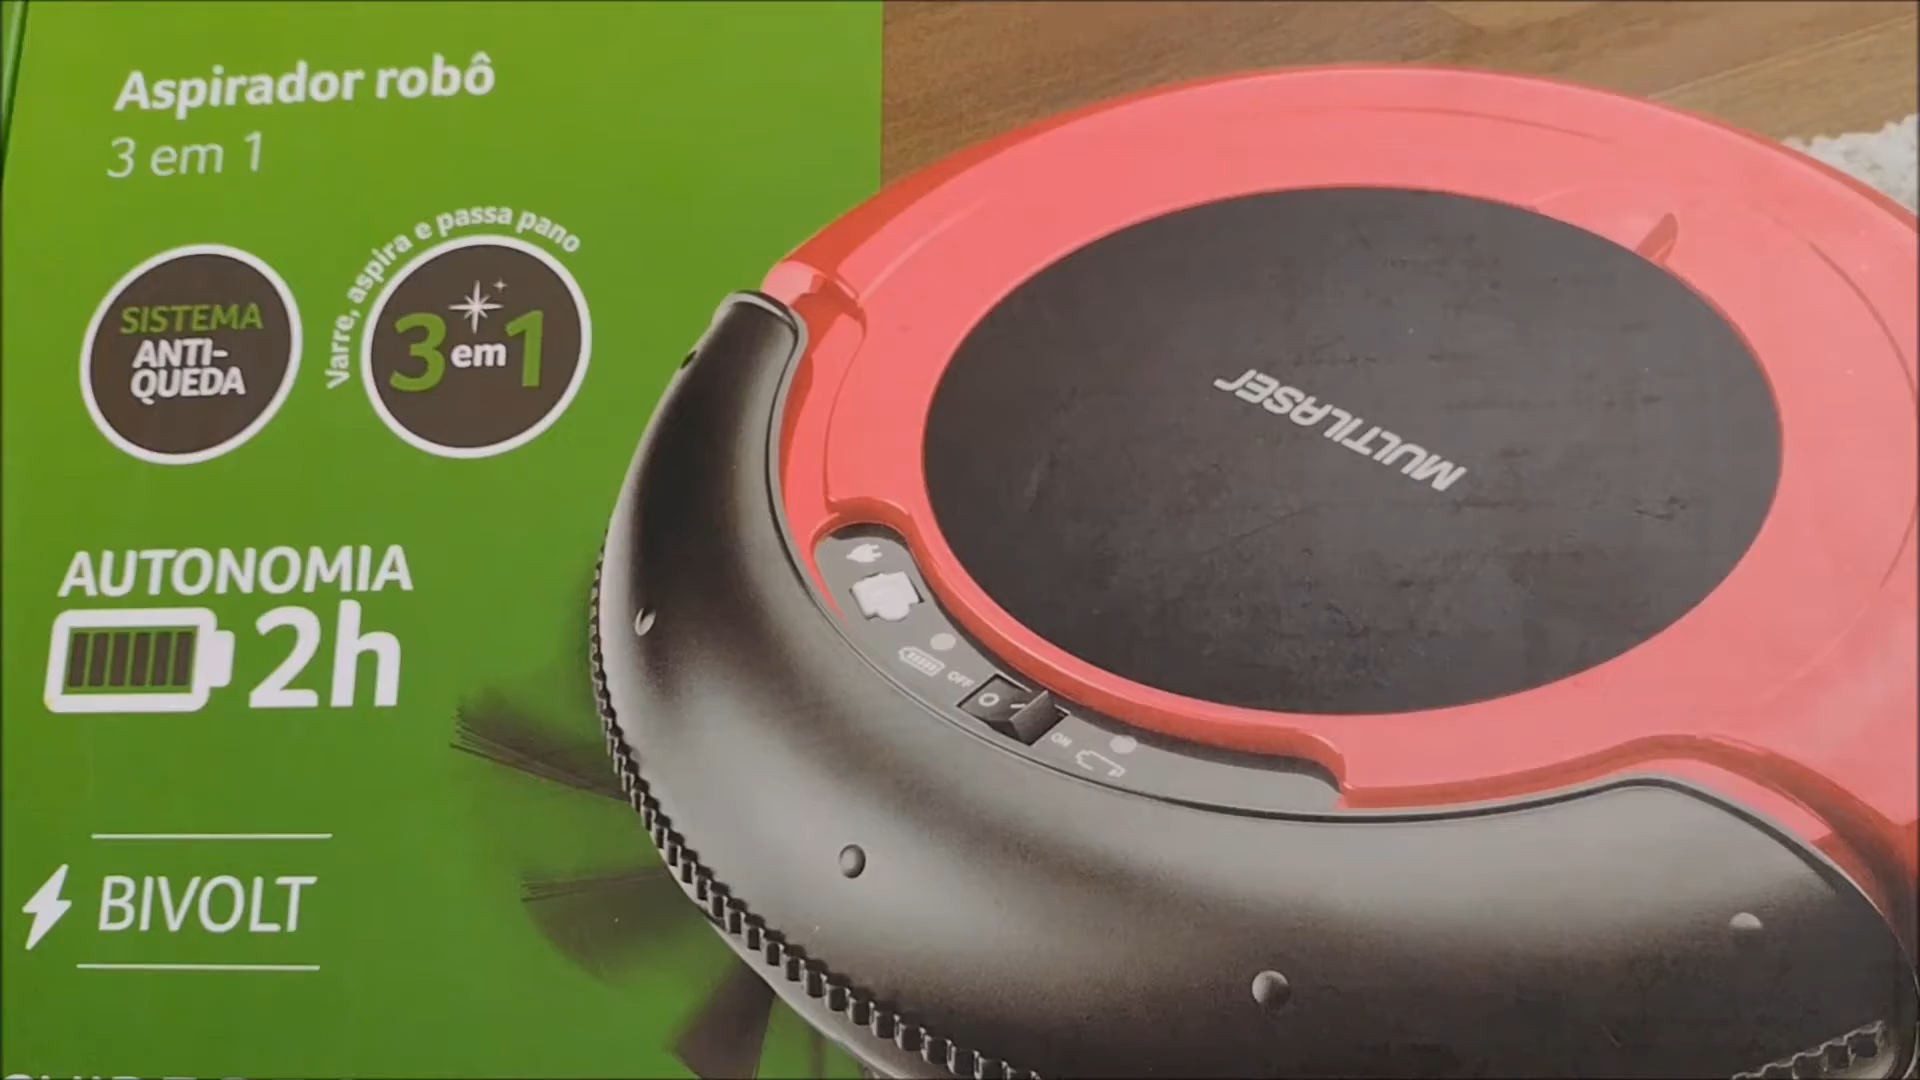 Aspirador robô
3 em 1
Varre, aspira e passa pano
SISTEMA
ANTI-
QUEDA
3 em 1
AUTONOMIA
2h
BIVOLT
MULTILASER
OFF
ON